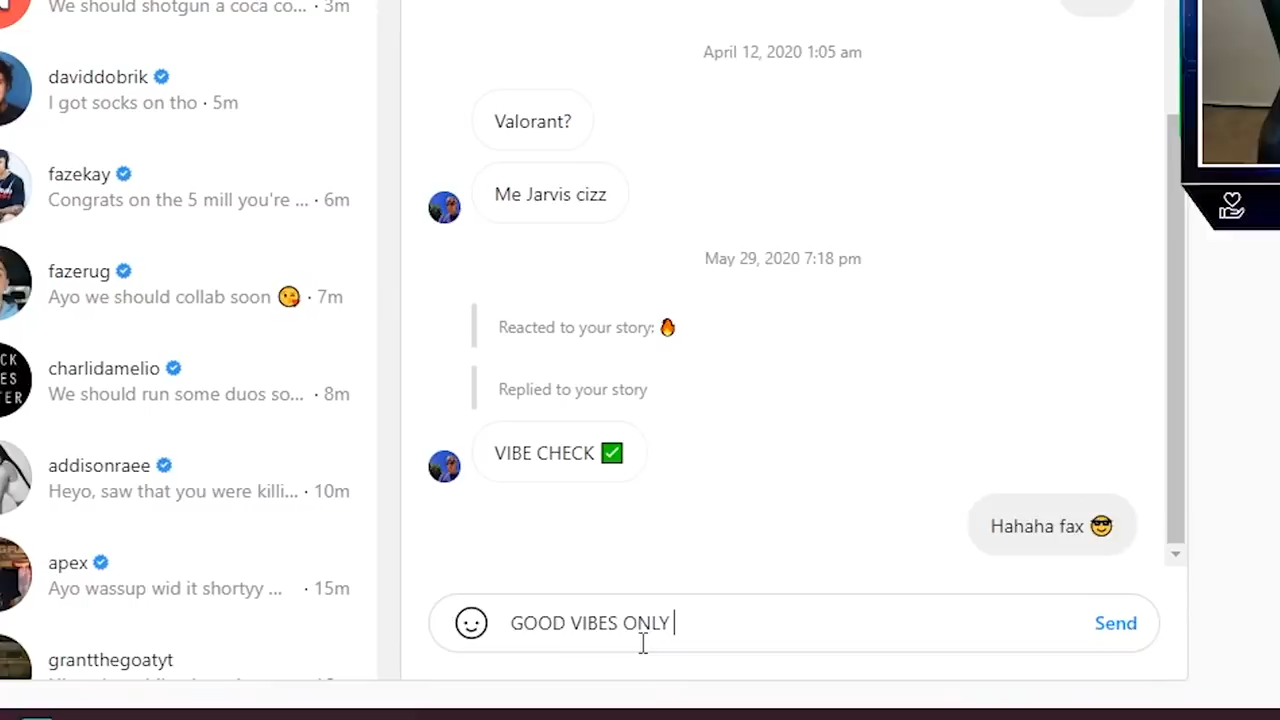 We should shotgun a coca co... · 3m
daviddobrik
I got socks on tho · 5m
fazekay
Congrats on the 5 mill you're ... · 6m
fazerug
Ayo we should collab soon 😘 · 7m
charlidamelio
We should run some duos so... · 8m
addisonraee
Heyo, saw that you were killi... · 10m
apex
Ayo wassup wid it shortyy ... · 15m
grantthegoatyt
April 12, 2020 1:05 am
Valorant?
Me Jarvis cizz
May 29, 2020 7:18 pm
Reacted to your story: 🔥
Replied to your story
VIBE CHECK ✅
Hahaha fax 😎
GOOD VIBES ONLY
Send